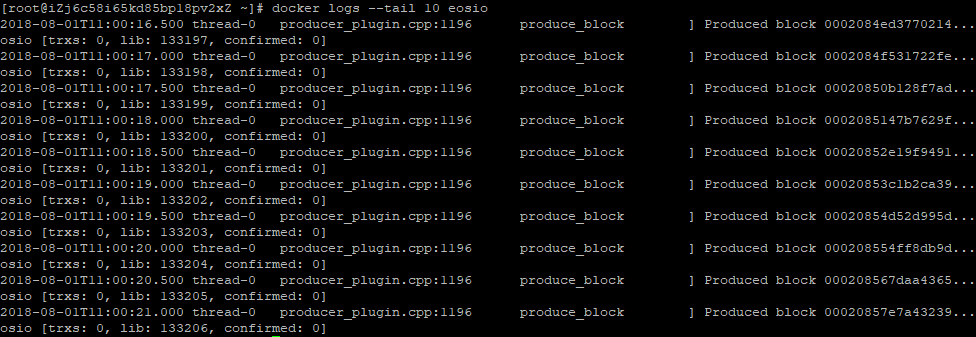 [root@iZj6c58i65kd85bp18pv2xZ ~]# docker logs --tail 10 eosio
2018-08-01T11:00:16.500 thread-0   producer_plugin.cpp:1196      produce_block        ] Produced block 0002084ed3770214...
osio [trxs: 0, lib: 133197, confirmed: 0]
2018-08-01T11:00:17.000 thread-0   producer_plugin.cpp:1196      produce_block        ] Produced block 0002084f531722fe...
osio [trxs: 0, lib: 133198, confirmed: 0]
2018-08-01T11:00:17.500 thread-0   producer_plugin.cpp:1196      produce_block        ] Produced block 00020850b128f7ad...
osio [trxs: 0, lib: 133199, confirmed: 0]
2018-08-01T11:00:18.000 thread-0   producer_plugin.cpp:1196      produce_block        ] Produced block 0002085147b7629f...
osio [trxs: 0, lib: 133200, confirmed: 0]
2018-08-01T11:00:18.500 thread-0   producer_plugin.cpp:1196      produce_block        ] Produced block 00020852e19f9491...
osio [trxs: 0, lib: 133201, confirmed: 0]
2018-08-01T11:00:19.000 thread-0   producer_plugin.cpp:1196      produce_block        ] Produced block 00020853c1b2ca39...
osio [trxs: 0, lib: 133202, confirmed: 0]
2018-08-01T11:00:19.500 thread-0   producer_plugin.cpp:1196      produce_block        ] Produced block 00020854d52d995d...
osio [trxs: 0, lib: 133203, confirmed: 0]
2018-08-01T11:00:20.000 thread-0   producer_plugin.cpp:1196      produce_block        ] Produced block 000208554ff8db9d...
osio [trxs: 0, lib: 133204, confirmed: 0]
2018-08-01T11:00:20.500 thread-0   producer_plugin.cpp:1196      produce_block        ] Produced block 000208567daa4365...
osio [trxs: 0, lib: 133205, confirmed: 0]
2018-08-01T11:00:21.000 thread-0   producer_plugin.cpp:1196      produce_block        ] Produced block 00020857e7a43239...
osio [trxs: 0, lib: 133206, confirmed: 0]